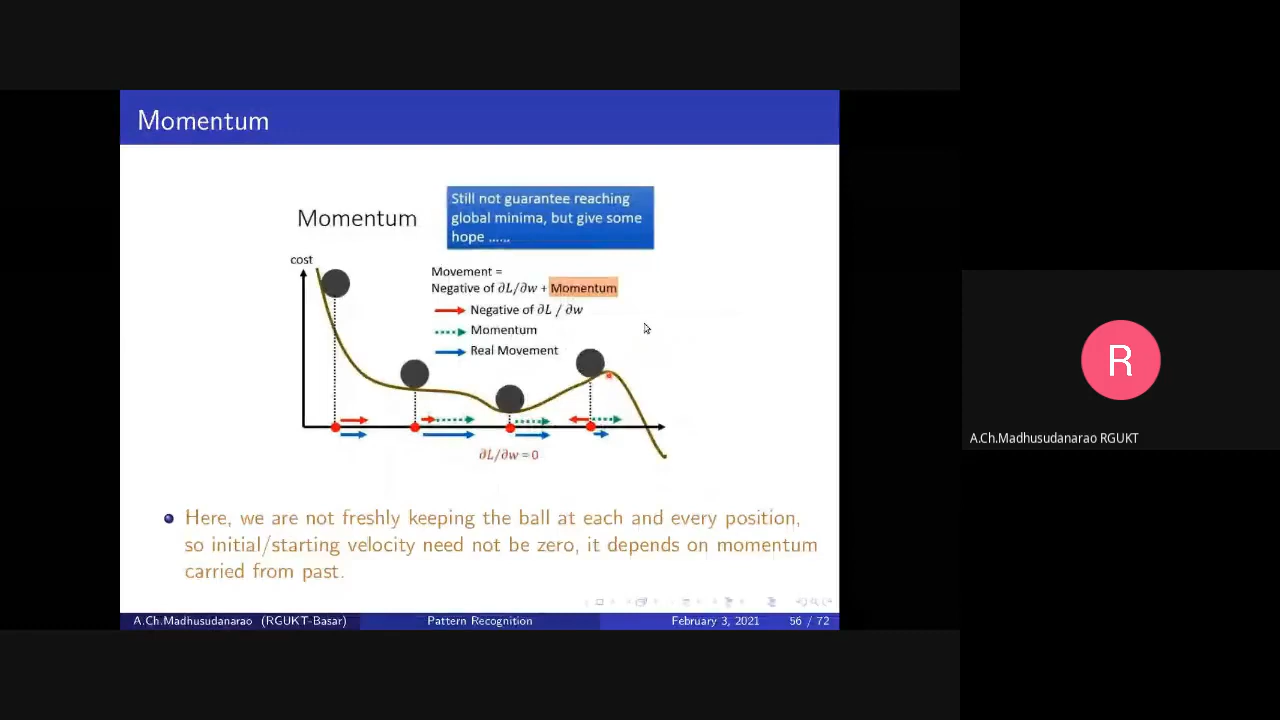 Momentum
Still not guarantee reaching
global minima, but give some
hope ......
Momentum
cost
Movement =
Negative of ∂L/∂w + Momentum
Negative of ∂L / ∂w
Momentum
Real Movement
∂L/∂w = 0
Here, we are not freshly keeping the ball at each and every position,
so initial/starting velocity need not be zero, it depends on momentum
carried from past.
A.Ch.Madhusudanarao (RGUKT-Basar) Pattern Recognition February 3, 2021 56 / 72
R
A.Ch.Madhusudanarao RGUKT